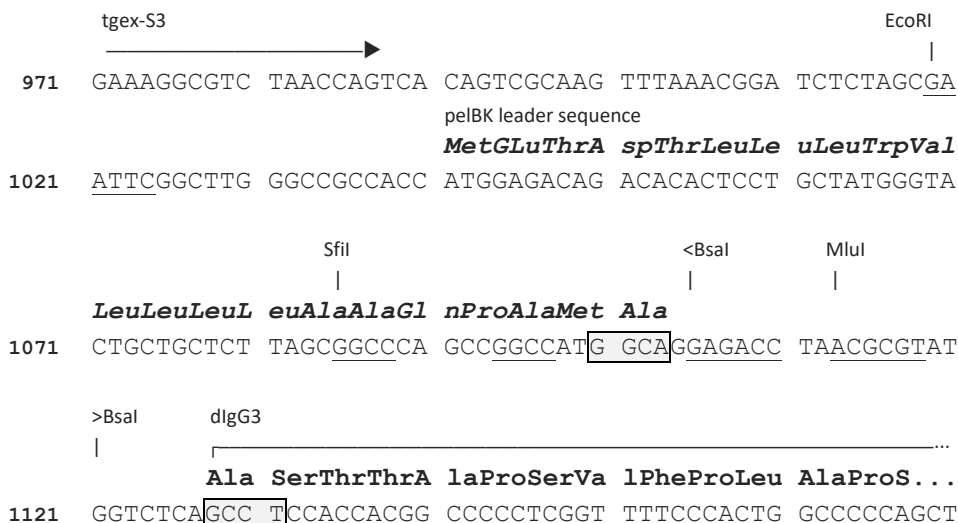 tgex-S3 EcoRI
|
971 GAAAGGCGTC TAACCAGTCA CAGTCGCAAG TTTAAACGGA TCTCTAGCGA
pelBK leader sequence
MetGLuThrA spThrLeuLe uLeuTrpVal
1021 ATTCGGCTTG GGCCGCCACC ATGGAGACAG ACACACTCCT GCTATGGGTA
SfiI <BsaI MluI
| | |
LeuLeuLeuL euAlaAlaGl nProAlaMet Ala
1071 CTGCTGCTCT TAGCGGCCCA GCCGGCCATG GCAGGAGACC TAACGCGTAT
>BsaI dIgG3
| ...
Ala SerThrThrA laProSerVa lPheProLeu AlaProS...
1121 GGTCTCAGCC TCCACCACGG CCCCCTCGGT TTTCCCACTG GCCCCCAGCT